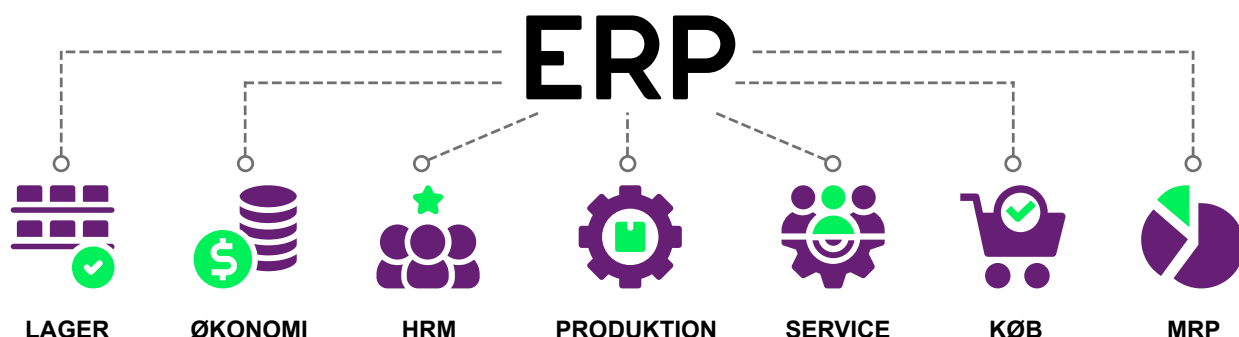 ERP
LAGER
ØKONOMI
HRM
PRODUKTION
SERVICE
KØB
MRP